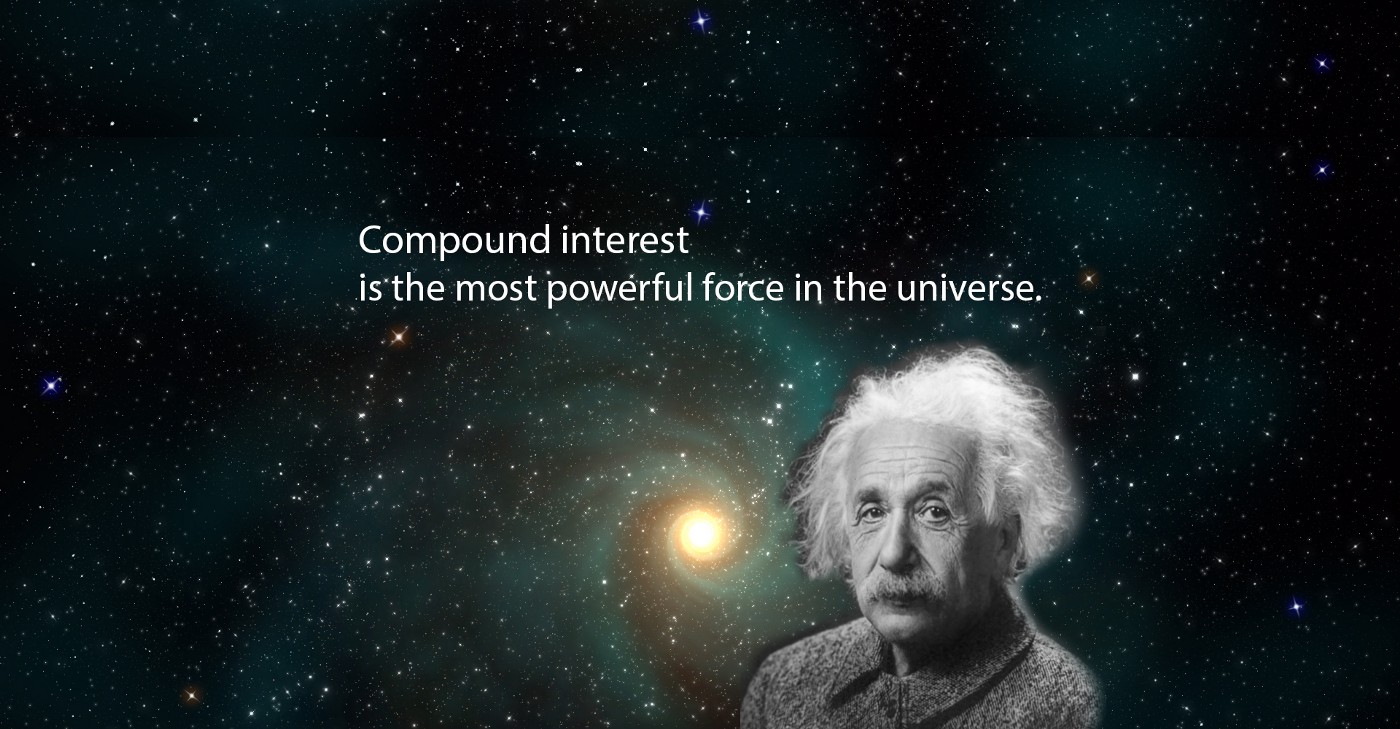 Compound interest
is the most powerful force in the universe.